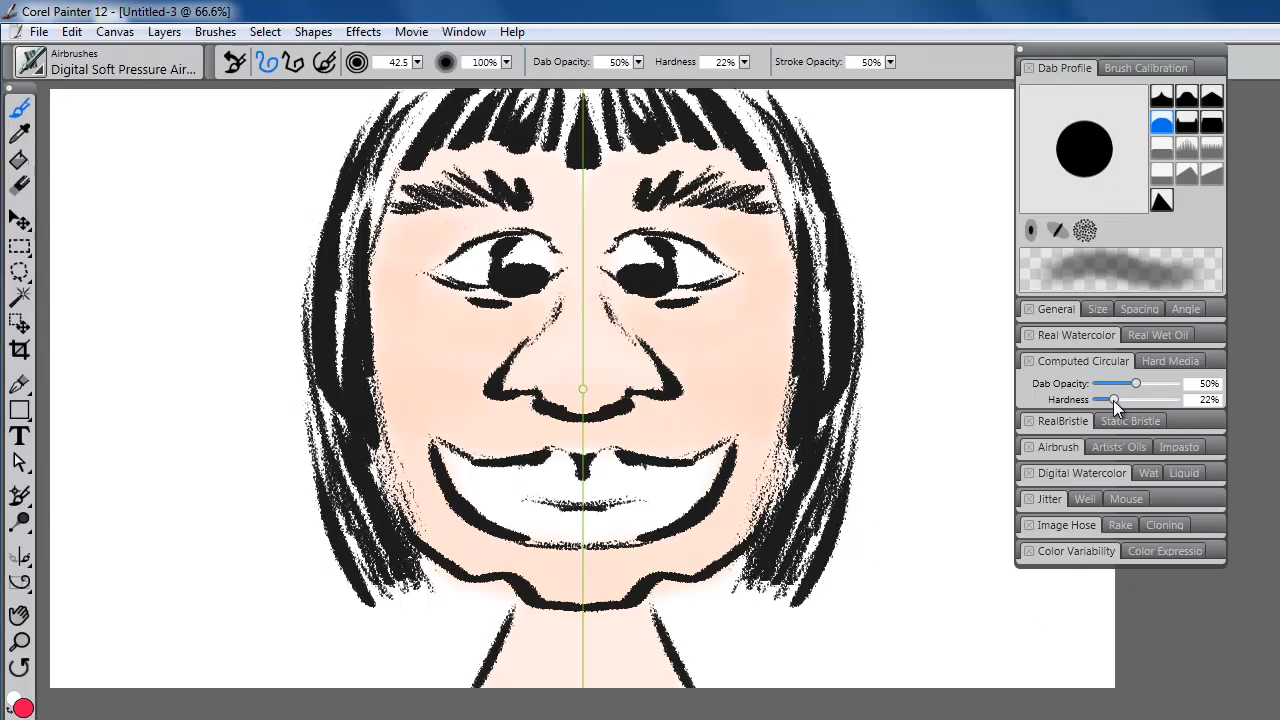 Corel Painter 12 - [Untitled-3 @ 66.6%]
File Edit Canvas Layers Brushes Select Shapes Effects Movie Window Help
Airbrushes
Digital Soft Pressure Air...
42.5 100% Dab Opacity: 50% Hardness 22% Stroke Opacity: 50%
Dab Profile Brush Calibration
General Size Spacing Angle
Real Watercolor Real Wet Oil
Computed Circular Hard Media
Dab Opacity: 50%
Hardness 22%
RealBristle Static Bristle
Airbrush Artists' Oils Impasto
Digital Watercolor Wat Liquid
Jitter Well Mouse
Image Hose Rake Cloning
Color Variability Color Expressio
T